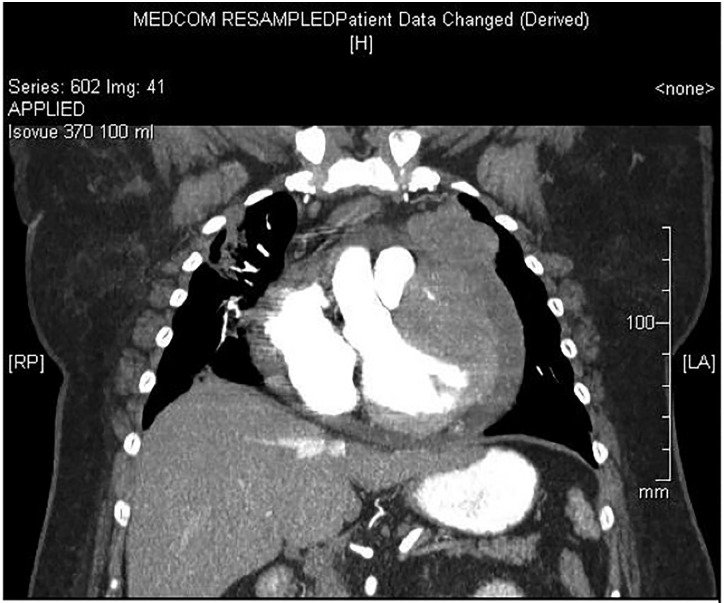 MEDCOM RESAMPLEDPatient Data Changed (Derived)
[H]
Series: 602 Img: 41
<none>
APPLIED
Isovue 370 100 ml
100
[RP]
[LA]
mm